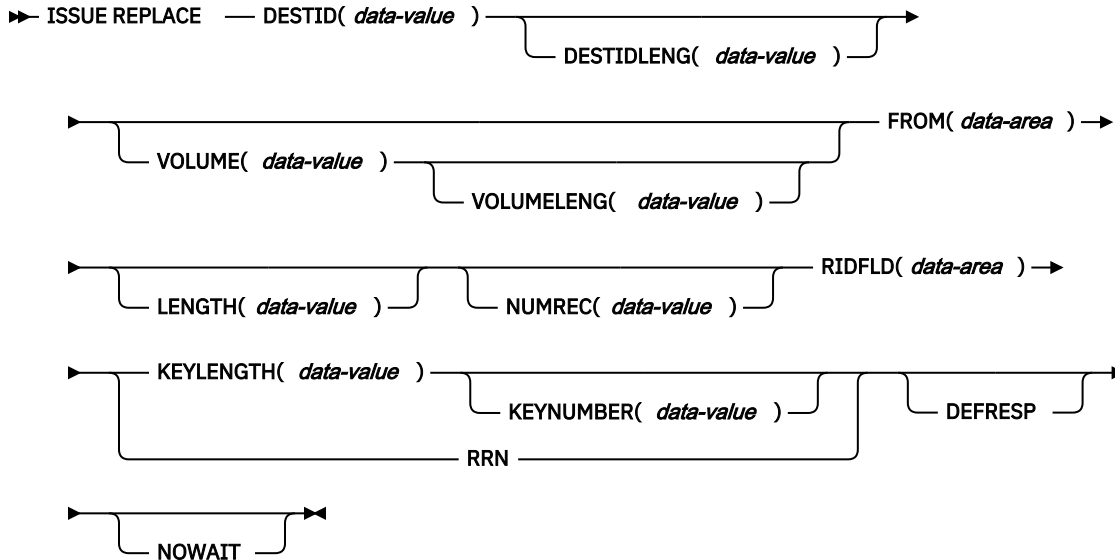 ISSUE REPLACE DESTID( data-value )
DESTIDLENG( data-value )
FROM( data-area )
VOLUME( data-value )
VOLUMELENG( data-value )
RIDFLD( data-area )
LENGTH( data-value ) NUMREC( data-value )
KEYLENGTH( data-value )
KEYNUMBER( data-value ) DEFRESP
RRN
NOWAIT